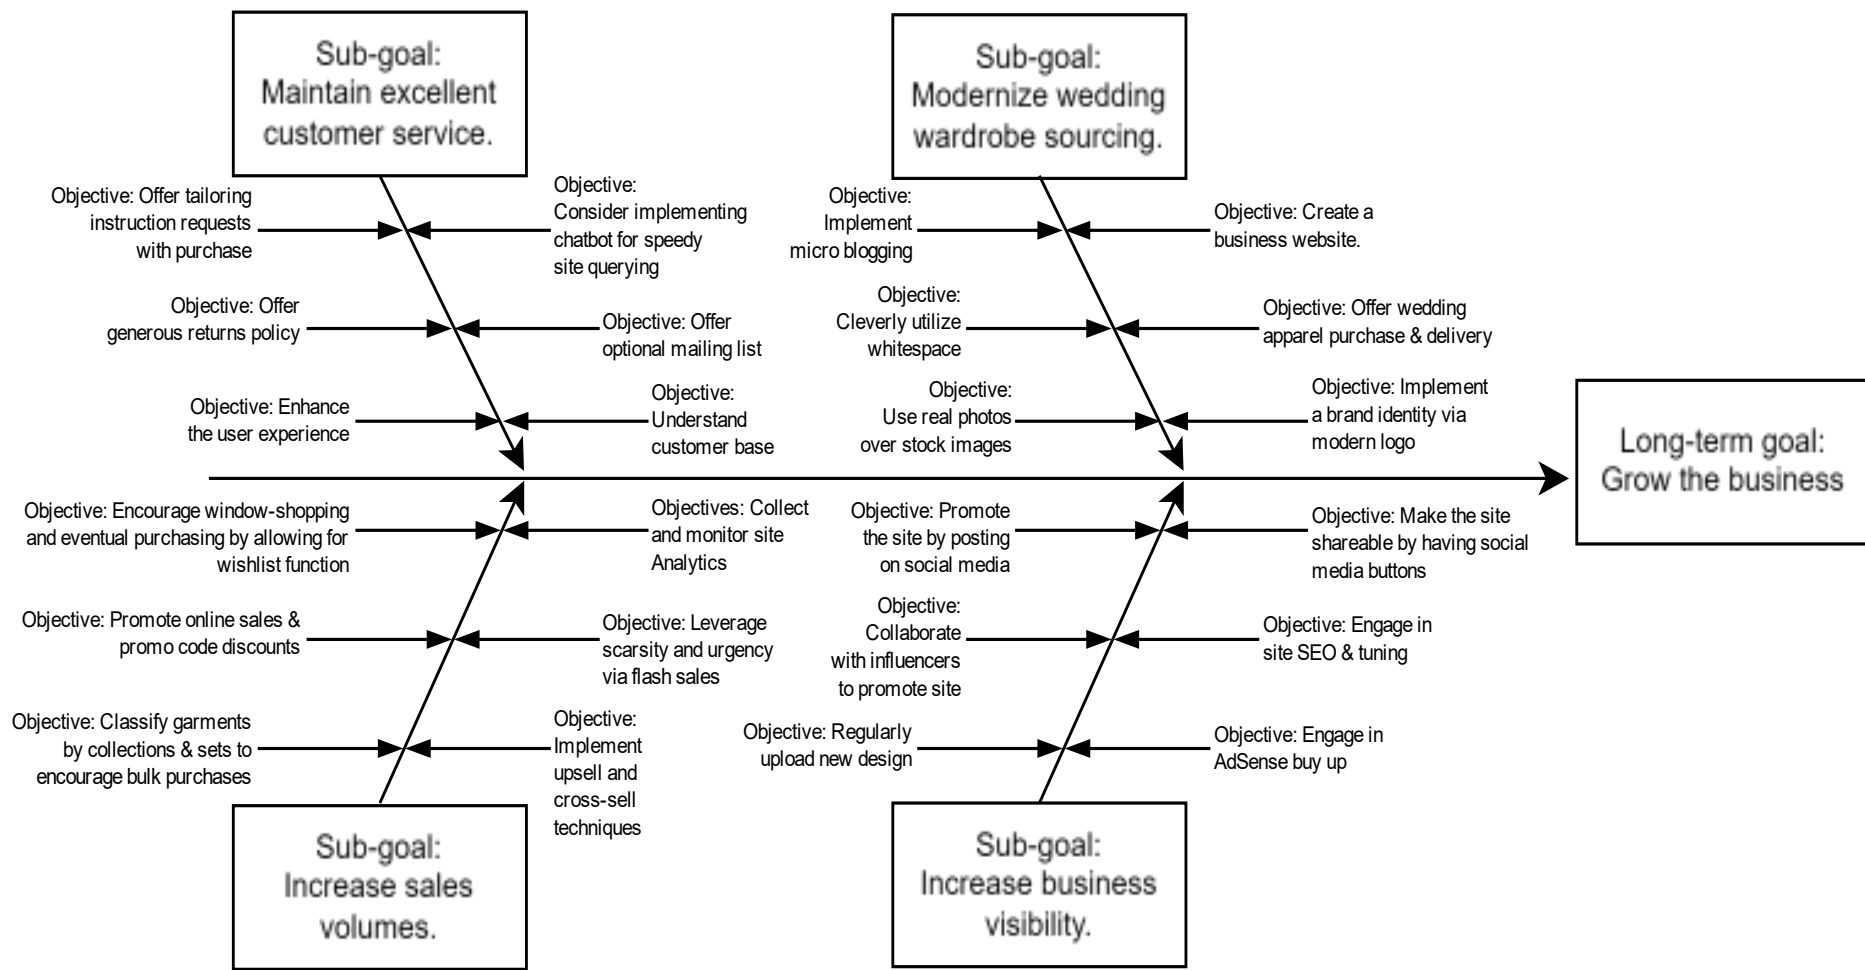 Sub-goal:
Maintain excellent
customer service.
Objective: Offer tailoring
instruction requests
with purchase
Objective:
Consider implementing
chatbot for speedy
site querying
Objective: Offer
generous returns policy
Objective: Offer
optional mailing list
Objective: Enhance
the user experience
Objective:
Understand
customer base
Sub-goal:
Modernize wedding
wardrobe sourcing.
Objective:
Implement
micro blogging
Objective: Create a
business website.
Objective:
Cleverly utilize
whitespace
Objective: Offer wedding
apparel purchase & delivery
Objective:
Use real photos
over stock images
Objective: Implement
a brand identity via
modern logo
Long-term goal:
Grow the business
Objective: Encourage window-shopping
and eventual purchasing by allowing for
wishlist function
Objectives: Collect
and monitor site
Analytics
Objective: Promote online sales &
promo code discounts
Objective: Leverage
scarsity and urgency
via flash sales
Objective: Classify garments
by collections & sets to
encourage bulk purchases
Objective:
Implement
upsell and
cross-sell
techniques
Sub-goal:
Increase sales
volumes.
Objective: Promote
the site by posting
on social media
Objective: Make the site
shareable by having social
media buttons
Objective:
Collaborate
with influencers
to promote site
Objective: Engage in
site SEO & tuning
Objective: Regularly
upload new design
Objective: Engage in
AdSense buy up
Sub-goal:
Increase business
visibility.